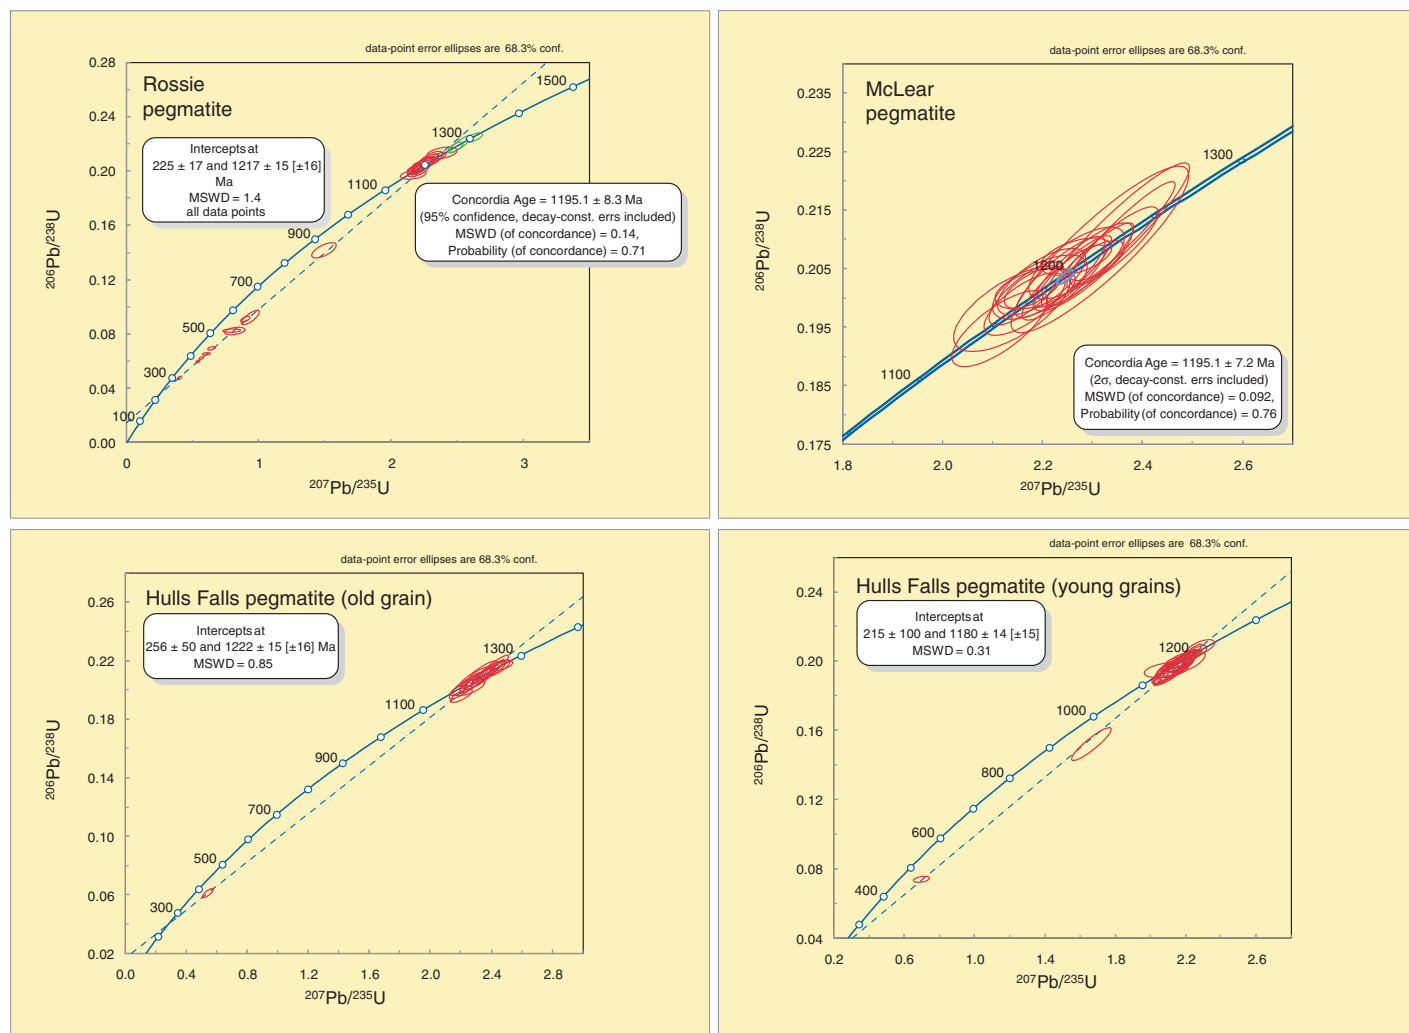 data-point error ellipses are 68.3% conf.
Rossie
pegmatite
Intercepts at
225 ± 17 and 1217 ± 15 [±16]
Ma
MSWD = 1.4
all data points
Concordia Age = 1195.1 ± 8.3 Ma
(95% confidence, decay-const. errs included)
MSWD (of concordance) = 0.14,
Probability (of concordance) = 0.71
0.28
0.24
0.20
0.16
0.12
0.08
0.04
0.00
1500
1300
1100
900
700
500
300
100
0
1
2
3
206Pb/238U
207Pb/235U
data-point error ellipses are 68.3% conf.
McLear
pegmatite
0.235
0.225
0.215
0.205
0.195
0.185
0.175
1300
1200
1100
Concordia Age = 1195.1 ± 7.2 Ma
(2σ, decay-const. errs included)
MSWD (of concordance) = 0.092,
Probability (of concordance) = 0.76
1.8
2.0
2.2
2.4
2.6
206Pb/238U
207Pb/235U
data-point error ellipses are 68.3% conf.
Hulls Falls pegmatite (old grain)
Intercepts at
256 ± 50 and 1222 ± 15 [±16] Ma
MSWD = 0.85
0.26
0.22
0.18
0.14
0.10
0.06
0.02
1300
1100
900
700
500
300
0.0
0.4
0.8
1.2
1.6
2.0
2.4
2.8
206Pb/238U
207Pb/235U
data-point error ellipses are 68.3% conf.
Hulls Falls pegmatite (young grains)
Intercepts at
215 ± 100 and 1180 ± 14 [±15]
MSWD = 0.31
0.24
0.20
0.16
0.12
0.08
0.04
1200
1000
800
600
400
0.2
0.6
1.0
1.4
1.8
2.2
2.6
206Pb/238U
207Pb/235U